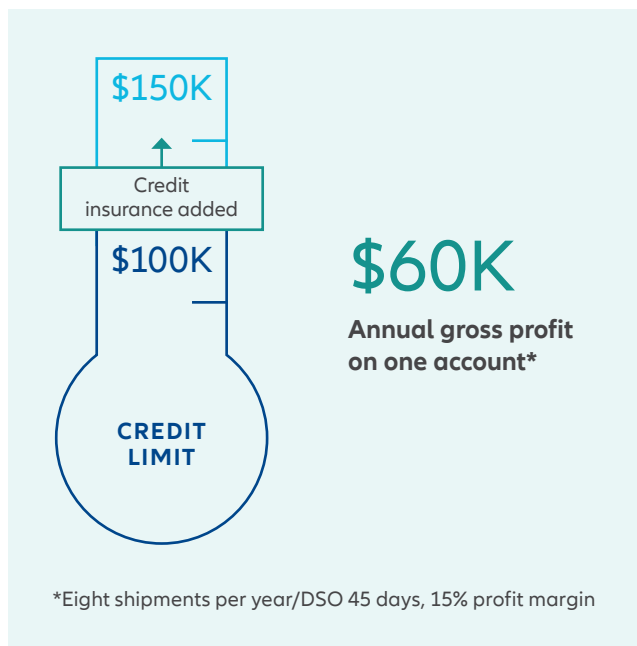 $150K
Credit
insurance added
$100K
CREDIT
LIMIT
$60K
Annual gross profit
on one account*
*Eight shipments per year/DSO 45 days, 15% profit margin